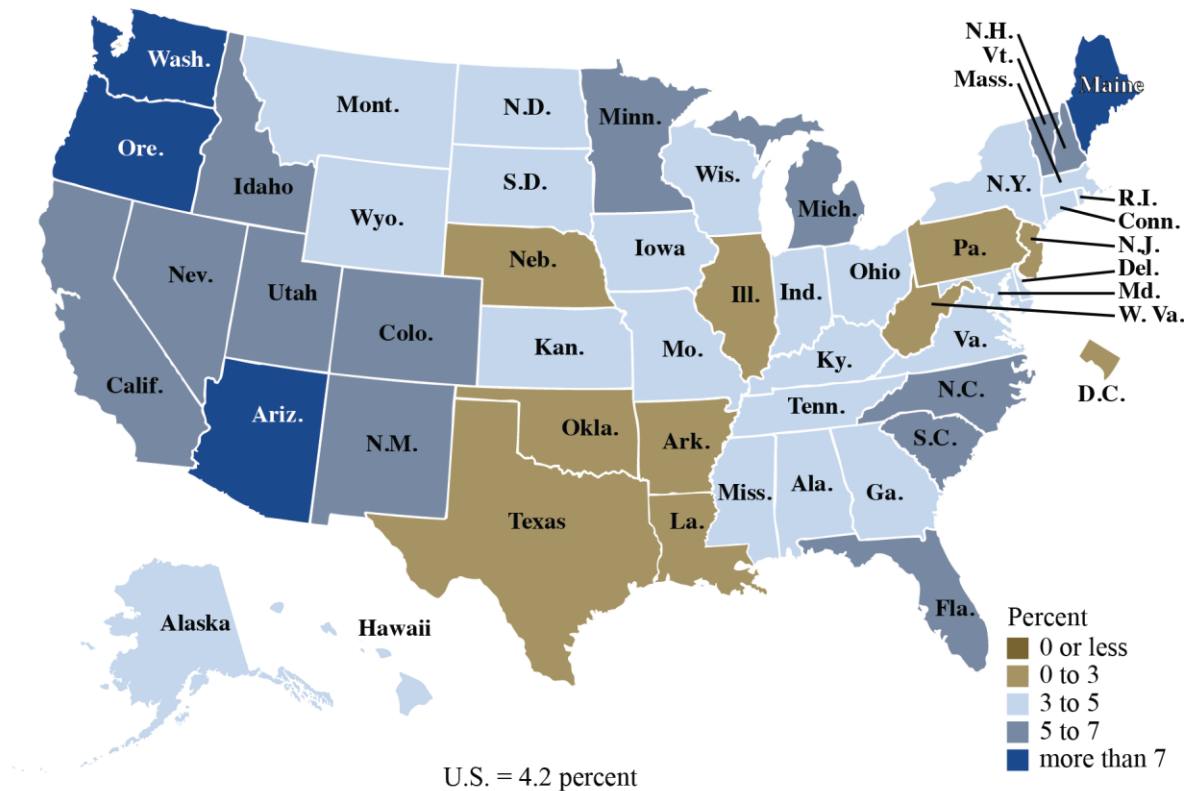 N.H.
Vt.
Mass.
Wash.
Maine
Mont.
N.D.
Minn.
Ore.
Idaho
S.D.
Wis.
N.Y.
Wyo.
Mich.
R.I.
Conn.
N.J.
Iowa
Pa.
Neb.
Ohio
Del.
Nev.
Utah
Ill.
Ind.
Md.
W. Va.
Colo.
Kan.
Mo.
Ky.
Va.
Calif.
D.C.
N.C.
Tenn.
Ariz.
N.M.
Okla.
Ark.
S.C.
Miss.
Ala.
Ga.
Texas
La.
Fla.
Alaska
Hawaii
Percent
0 or less
0 to 3
3 to 5
5 to 7
more than 7
U.S. = 4.2 percent